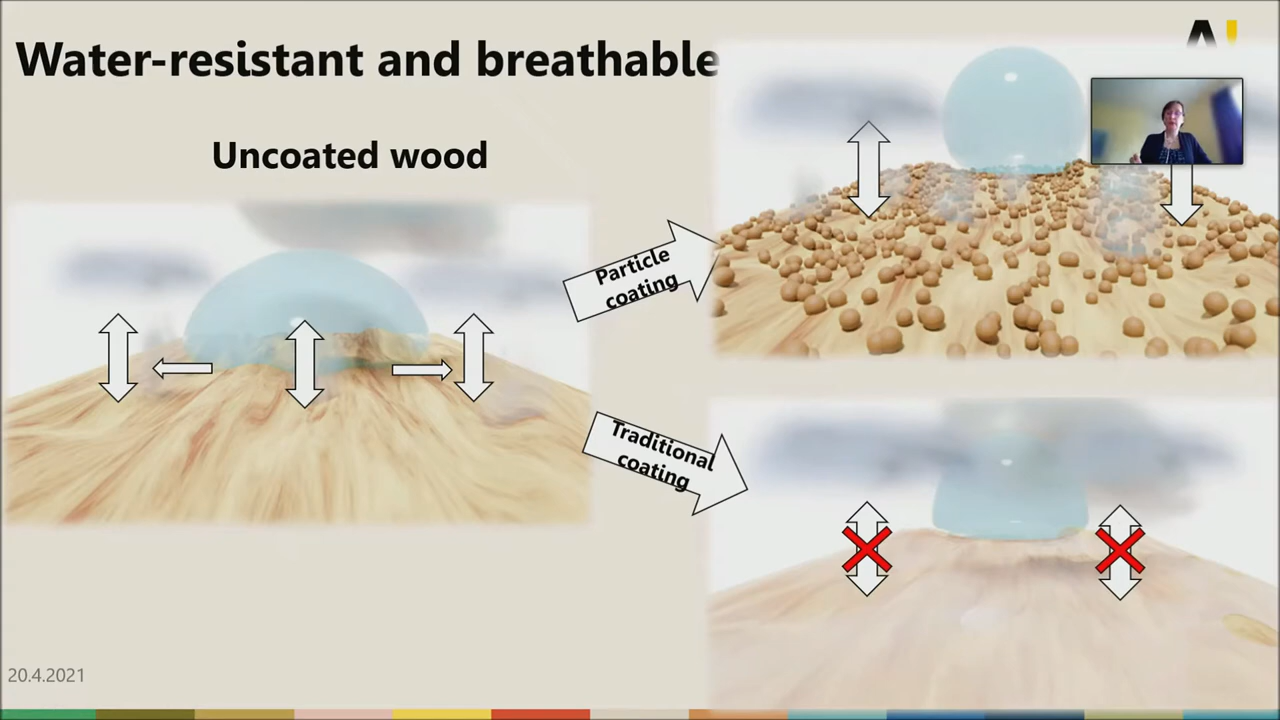 Water-resistant and breathable
Uncoated wood
Particle
coating
Traditional
coating
20.4.2021